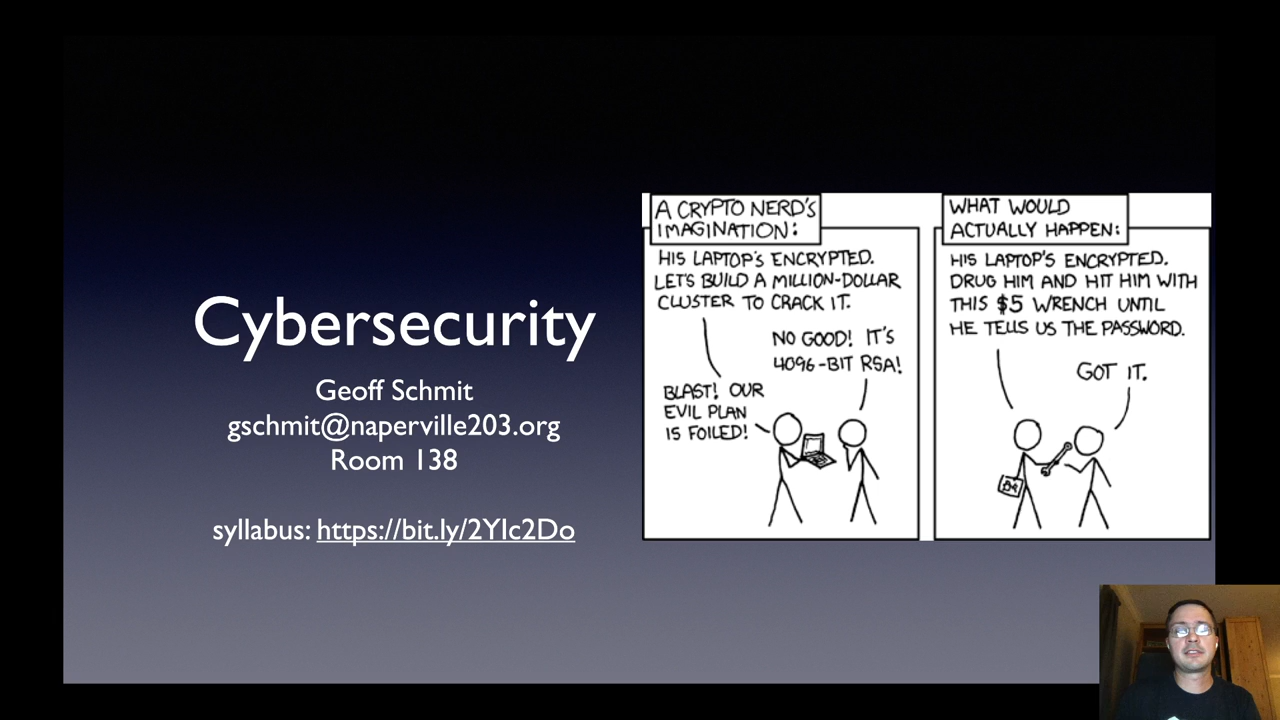 Cybersecurity
Geoff Schmit
gschmit@naperville203.org
Room 138
syllabus: https://bit.ly/2YIc2Do
A CRYPTO NERD'S
IMAGINATION:
HIS LAPTOP'S ENCRYPTED.
LET'S BUILD A MILLION-DOLLAR
CLUSTER TO CRACK IT.
NO GOOD! IT'S
4096-BIT RSA!
BLAST! OUR
EVIL PLAN
IS FOILED!
WHAT WOULD
ACTUALLY HAPPEN:
HIS LAPTOP'S ENCRYPTED.
DRUG HIM AND HIT HIM WITH
THIS $5 WRENCH UNTIL
HE TELLS US THE PASSWORD.
GOT IT.